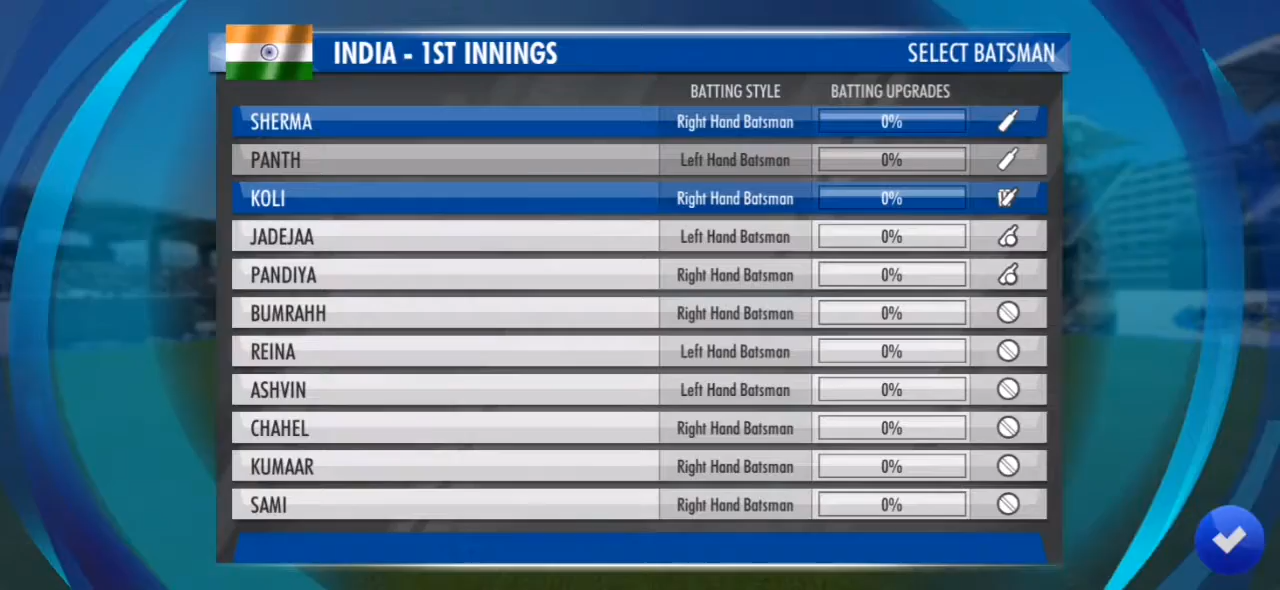 INDIA - 1ST INNINGS SELECT BATSMAN
BATTING STYLE BATTING UPGRADES
SHERMA Right Hand Batsman 0%
PANTH Left Hand Batsman 0%
KOLI Right Hand Batsman 0%
JADEJAA Left Hand Batsman 0%
PANDIYA Right Hand Batsman 0%
BUMRAHH Right Hand Batsman 0%
REINA Left Hand Batsman 0%
ASHVIN Left Hand Batsman 0%
CHAHEL Right Hand Batsman 0%
KUMAAR Right Hand Batsman 0%
SAMI Right Hand Batsman 0%